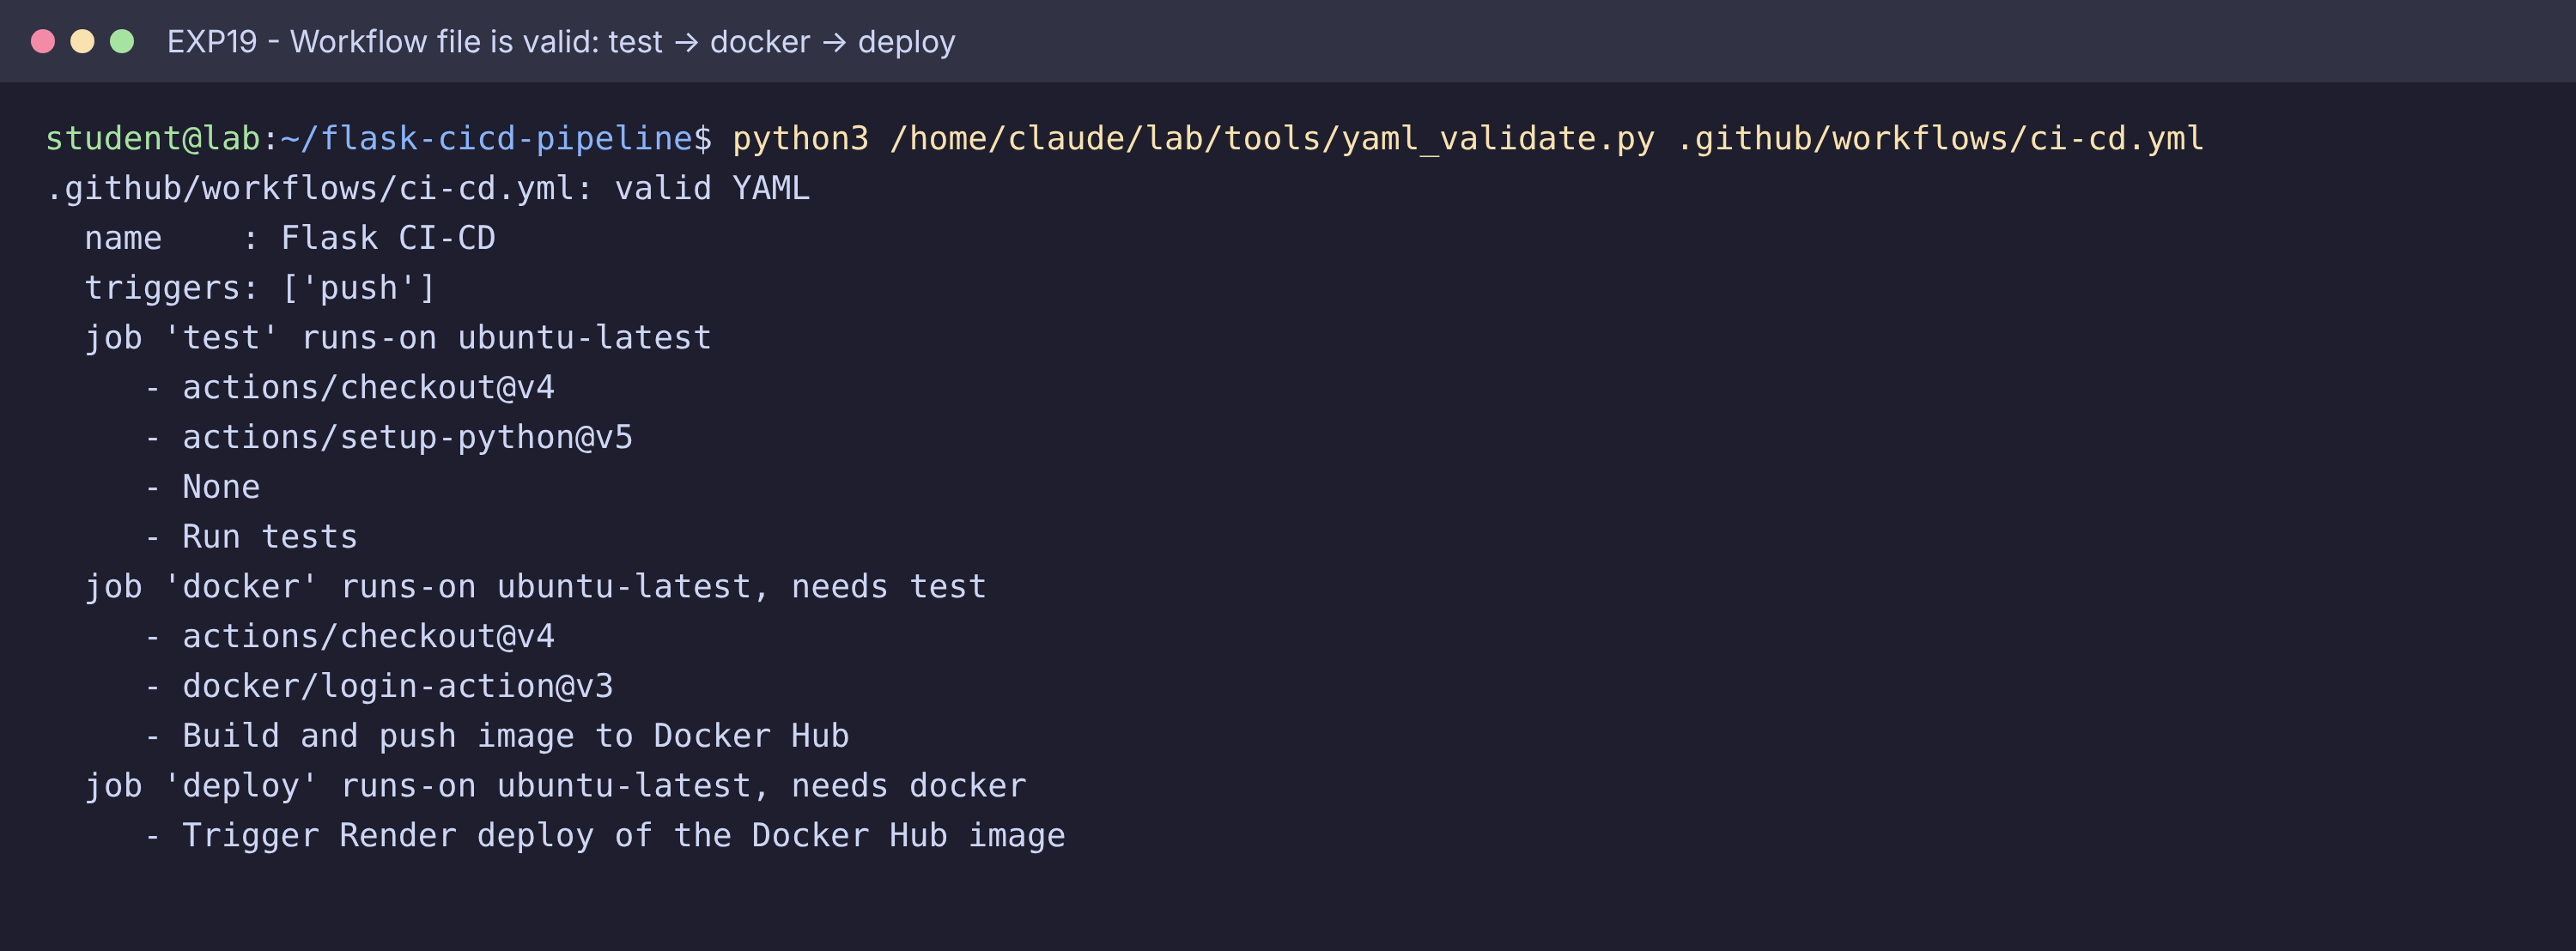 EXP19 - Workflow file is valid: test → docker → deploy
student@lab:~/flask-cicd-pipeline$ python3 /home/claude/lab/tools/yaml_validate.py .github/workflows/ci-cd.yml
.github/workflows/ci-cd.yml: valid YAML
  name    : Flask CI-CD
  triggers: ['push']
  job 'test' runs-on ubuntu-latest
     - actions/checkout@v4
     - actions/setup-python@v5
     - None
     - Run tests
  job 'docker' runs-on ubuntu-latest, needs test
     - actions/checkout@v4
     - docker/login-action@v3
     - Build and push image to Docker Hub
  job 'deploy' runs-on ubuntu-latest, needs docker
     - Trigger Render deploy of the Docker Hub image